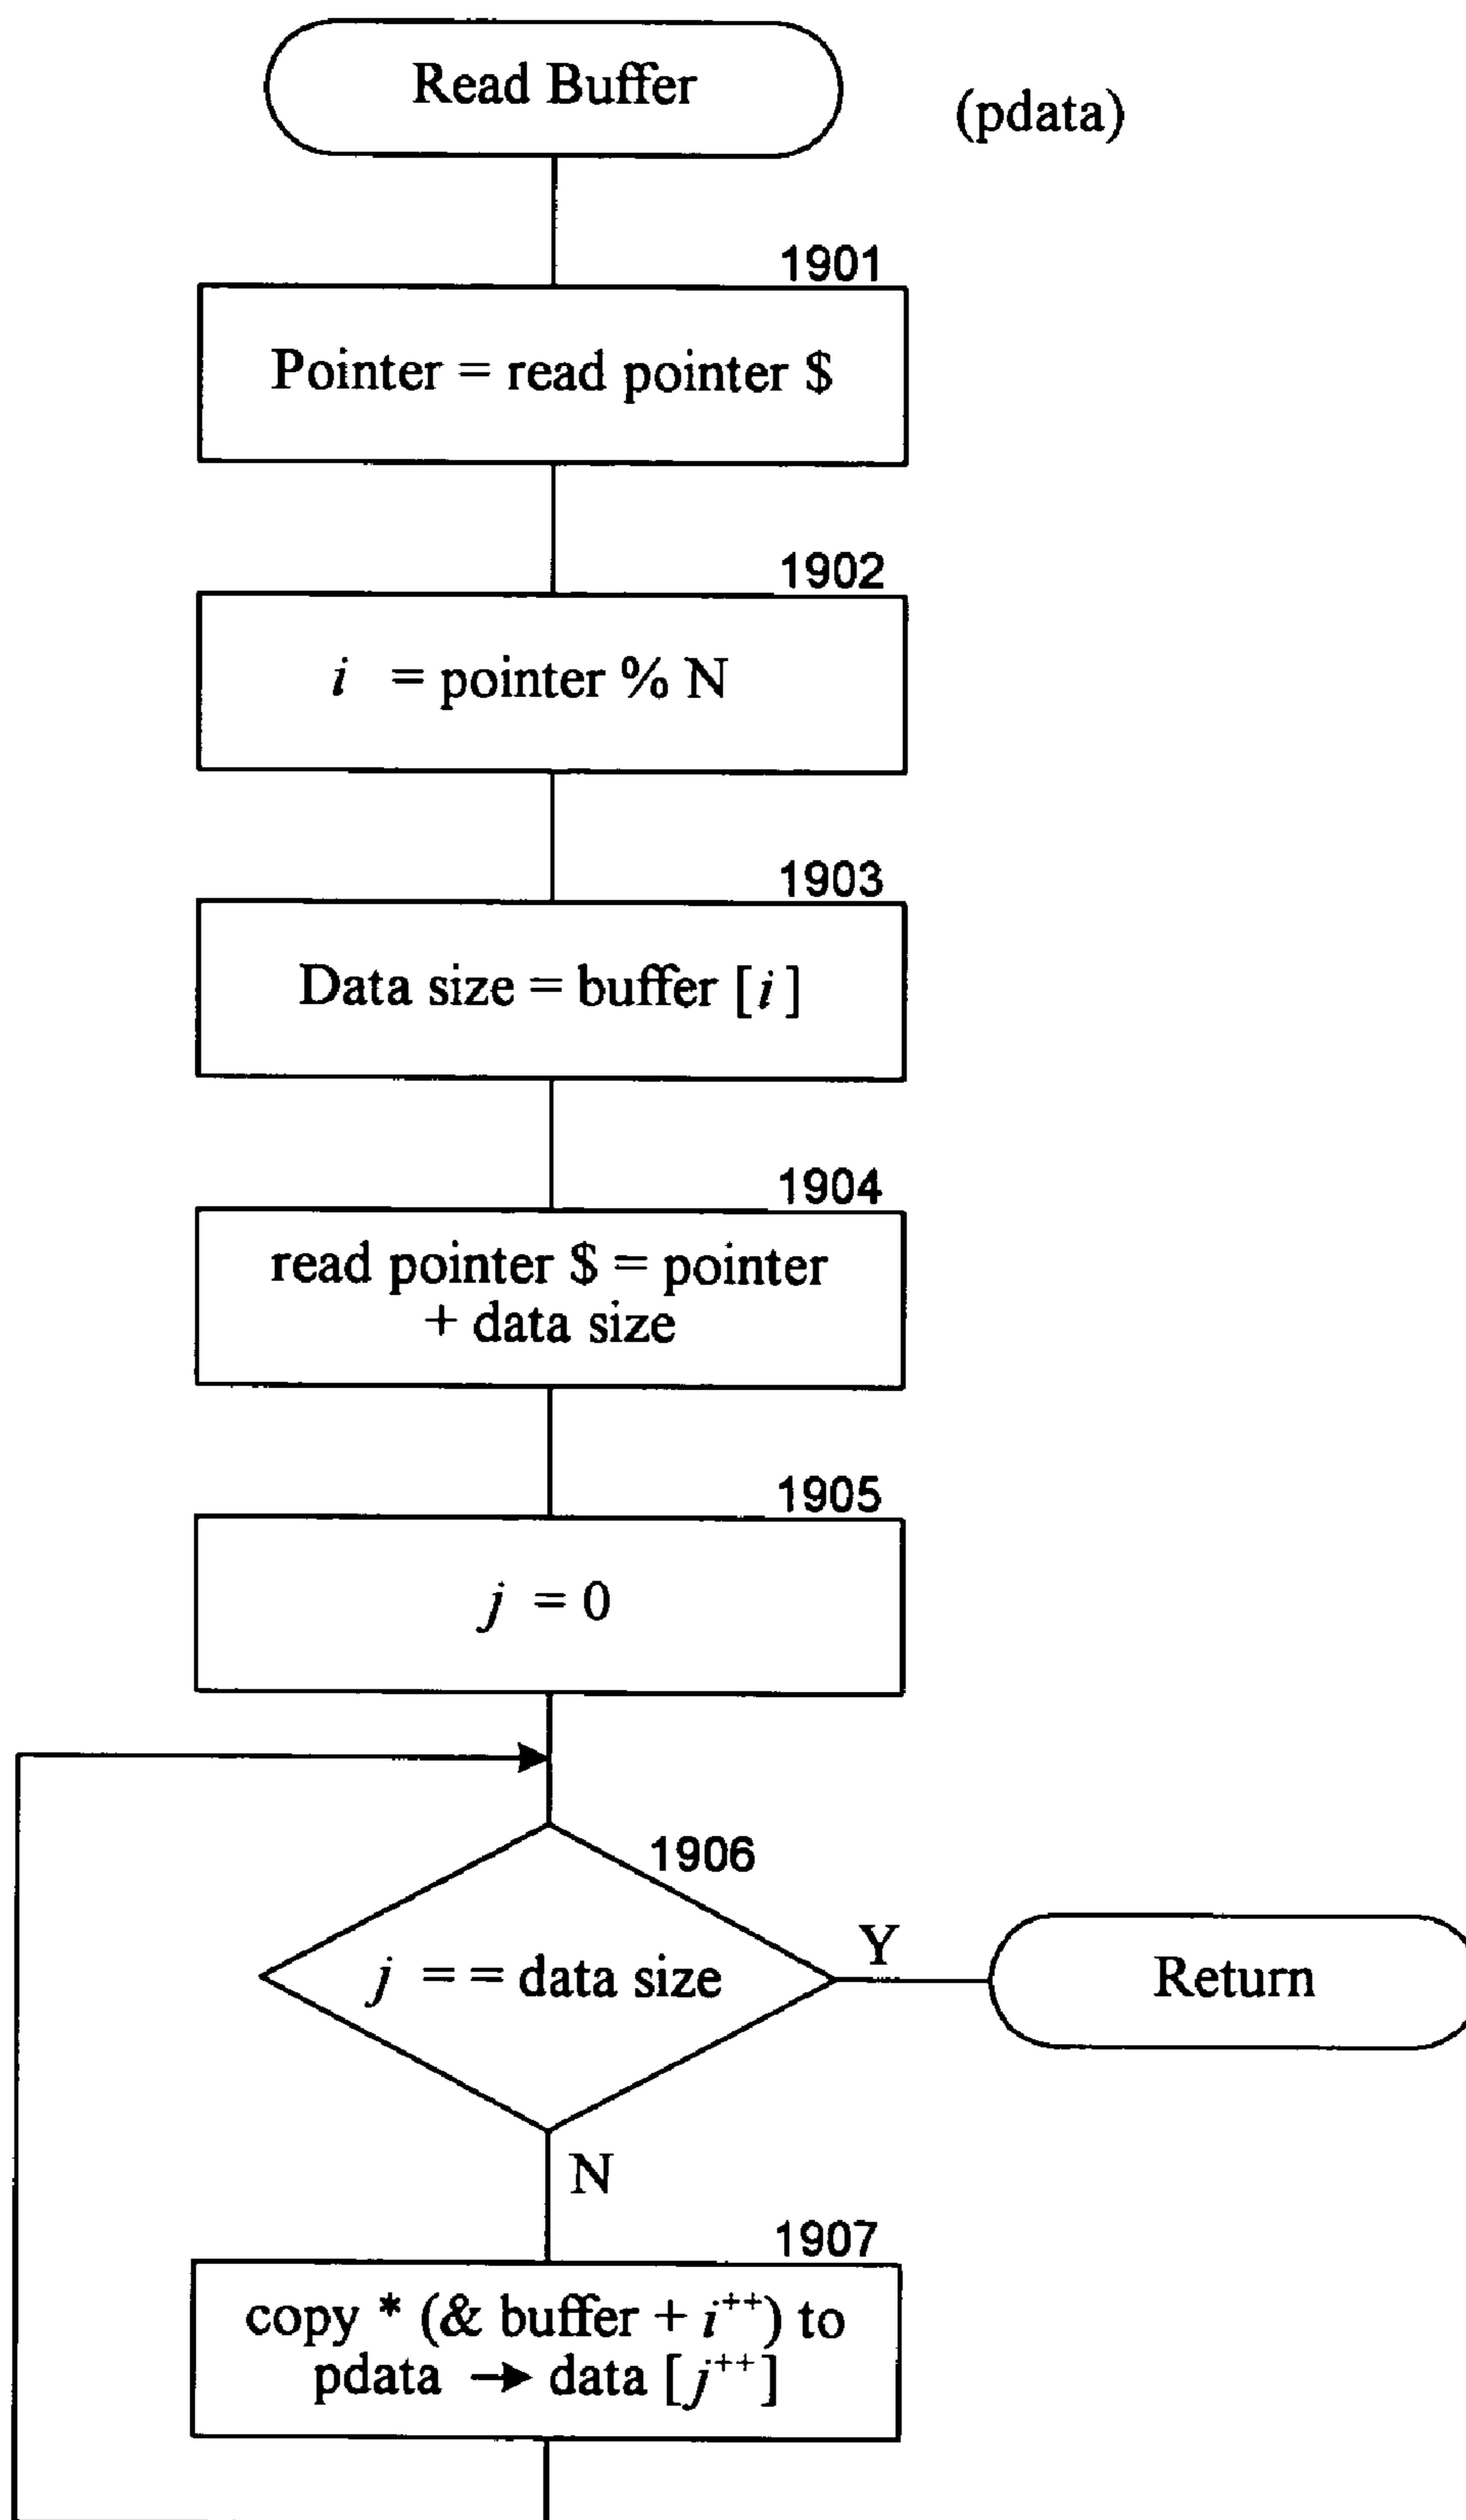 Read Buffer
(pdata)
1901
Pointer = read pointer $
1902
i = pointer % N
1903
Data size = buffer [ i ]
1904
read pointer $ = pointer
+ data size
1905
j = 0
1906
j = = data size
Y
Return
N
1907
copy * (& buffer + i++) to
pdata → data [ j++ ]